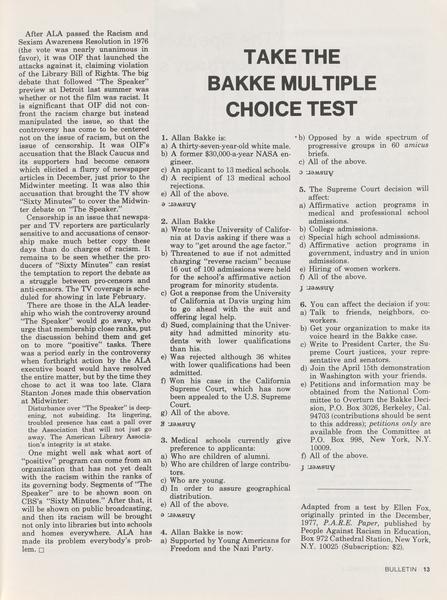 After ALA passed the Racism and
Sexism Awareness Resolution in 1976
(the vote was nearly unanimous in
favor), it was OIF that launched the
attacks against it, claiming violation
of the Library Bill of Rights. The big
debate that followed "The Speaker"
preview at Detroit last summer was
whether or not the film was racist. It
is significant that OIF did not con-
front the racism charge but instead
manipulated the issue, so that the
controversy has come to be centered
not on the issue of racism, but on the
issue of censorship. It was OIF's
accusation that the Black Caucus and
its supporters had become censors
which elicited a flurry of newspaper
articles in December, just prior to the
Midwinter meeting. It was also this
accusation that brought the TV show
"Sixty Minutes" to cover the Midwin-
ter debate on "The Speaker."
Censorship is an issue that newspa-
per and TV reporters are particularly
sensitive to and accusations of censor-
ship make much better copy these
days than do charges of racism. It
remains to be seen whether the pro-
ducers of "Sixty Minutes" can resist
the temptation to report the debate as
a struggle between pro-censors and
anti-censors. The TV coverage is sche-
duled for showing in late February.
There are those in the ALA leader-
ship who wish the controversy around
"The Speaker" would go away, who
urge that membership close ranks, put
the discussion behind them and get
on to more "positive" tasks. There
was a period early in the controversy
when forthright action by the ALA
executive board would have resolved
the entire matter, but by the time they
chose to act it was too late. Clara
Stanton Jones made this observation
at Midwinter:
Disturbance over "The Speaker" is deep-
ening, not subsiding. Its lingering,
troubled presence has cast a pall over
the Association that will not just go
away. The American Library Associa-
tion's integrity is at stake.
One might well ask what sort of
"positive" program can come from an
organization that has not yet dealt
with the racism within the ranks of
its governing body. Segments of "The
Speaker" are to be shown soon on
CBS's "Sixty Minutes." After that, it
will be shown on public broadcasting,
and then its racism will be brought
not only into libraries but into schools
and homes everywhere. ALA has
made its problem everybody's prob-
lem. □
TAKE THE
BAKKE MULTIPLE
CHOICE TEST
1. Allan Bakke is:
a) A thirty-seven-year-old white male.
b) A former $30,000-a-year NASA en-
gineer.
c) An applicant to 13 medical schools.
d) A recipient of 13 medical school
rejections.
e) All of the above.
Answer: e
2. Allan Bakke
a) Wrote to the University of Califor-
nia at Davis asking if there was a
way to "get around the age factor."
b) Threatened to sue if not admitted
charging "reverse racism" because
16 out of 100 admissions were held
for the school's affirmative action
program for minority students.
c) Got a response from the University
of California at Davis urging him
to go ahead with the suit and
offering legal help.
d) Sued, complaining that the Univer-
sity had admitted minority stu-
dents with lower qualifications
than his.
e) Was rejected although 36 whites
with lower qualifications had been
admitted.
f) Won his case in the California
Supreme Court, which has now
been appealed to the U.S. Supreme
Court.
g) All of the above.
Answer: g
3. Medical schools currently give
preference to applicants:
a) Who are children of alumni.
b) Who are children of large contribu-
tors.
c) Who are young.
d) In order to assure geographical
distribution.
e) All of the above.
Answer: e
4. Allan Bakke is now:
a) Supported by Young Americans for
Freedom and the Nazi Party.
b) Opposed by a wide spectrum of
progressive groups in 60 amicus
briefs.
c) All of the above.
Answer: c
5. The Supreme Court decision will
affect:
a) Affirmative action programs in
medical and professional school
admissions.
b) College admissions.
c) Special high school admissions.
d) Affirmative action programs in
government, industry and in union
admissions.
e) Hiring of women workers.
f) All of the above.
Answer: f
6. You can affect the decision if you:
a) Talk to friends, neighbors, co-
workers.
b) Get your organization to make its
voice heard in the Bakke case.
c) Write to President Carter, the Su-
preme Court justices, your repre-
sentative and senators.
d) Join the April 15th demonstration
in Washington with your friends.
e) Petitions and information may be
obtained from the National Com-
mittee to Overturn the Bakke Deci-
sion, P.O. Box 3026, Berkeley, Cal.
94703 (contributions should be sent
to this address); petitions only are
available from the Committee at
P.O. Box 998, New York, N.Y.
10009.
f) All of the above.
Answer: f
Adapted from a test by Ellen Fox,
originally printed in the December,
1977, P.A.R.E. Paper, published by
People Against Racism in Education,
Box 972 Cathedral Station, New York,
N.Y. 10025 (Subscription: $2).
BULLETIN 13